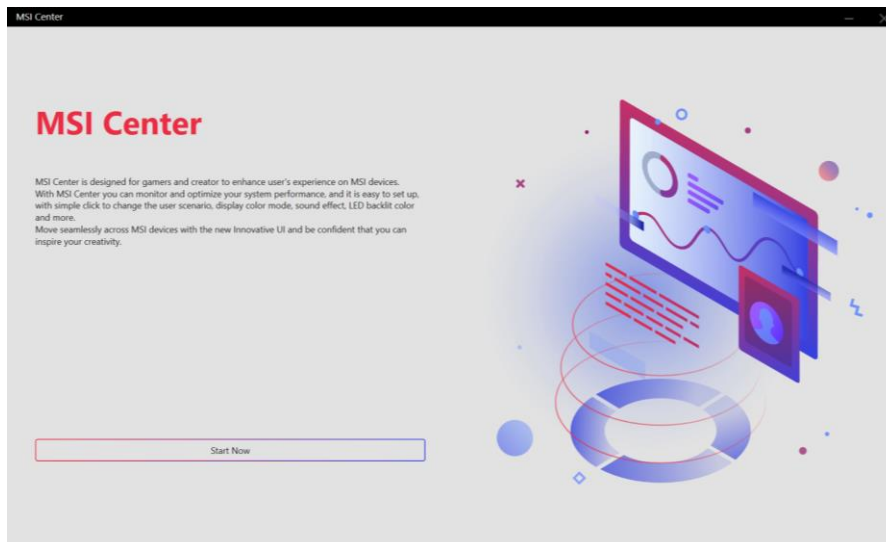 MSI Center
MSI Center
MSI Center is designed for gamers and creator to enhance user's experience on MSI devices.
With MSI Center you can monitor and optimize your system performance, and it is easy to set up,
with simple click to change the user scenario, display color mode, sound effect, LED backlit color
and more.
Move seamlessly across MSI devices with the new Innovative UI and be confident that you can
inspire your creativity.
Start Now